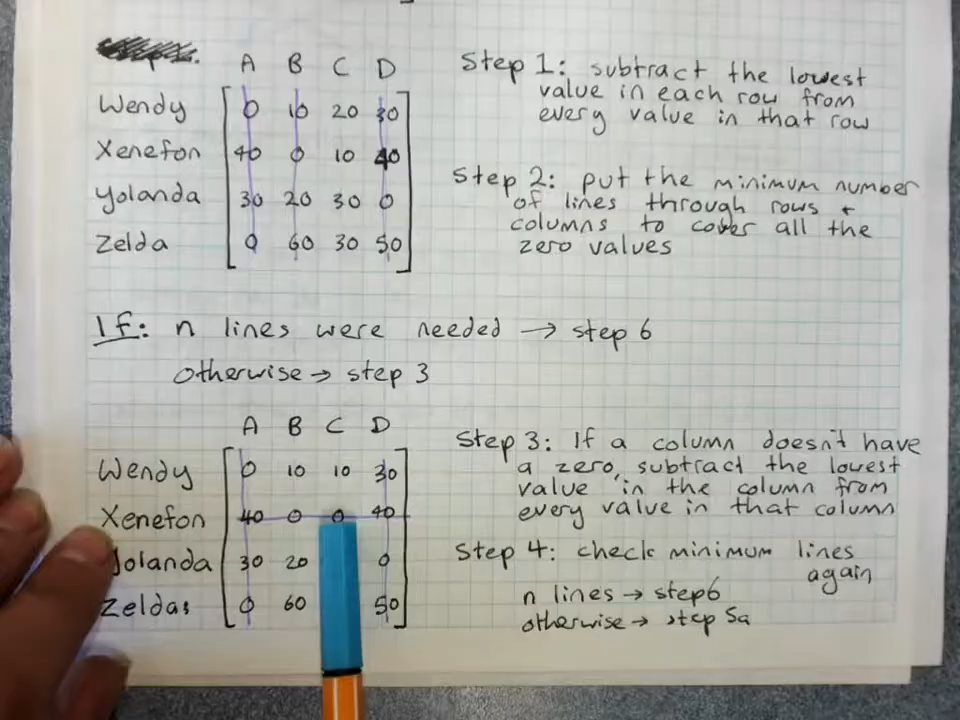 A B C D
Wendy 0 10 20 30
Xenefon 40 0 10 40
Yolanda 30 20 30 0
Zelda 0 60 30 50
Step 1: subtract the lowest
value in each row from
every value in that row
Step 2: put the minimum number
of lines through rows +
columns to cover all the
zero values
If: n lines were needed → step 6
otherwise → step 3
A B C D
Wendy 0 10 10 30
Xenefon 40 0 0 40
Yolanda 30 20 0
Zeldas 0 60 50
Step 3: If a column doesn't have
a zero, subtract the lowest
value in the column from
every value in that column
Step 4: check minimum lines
again
n lines → step6
otherwise → step 5a